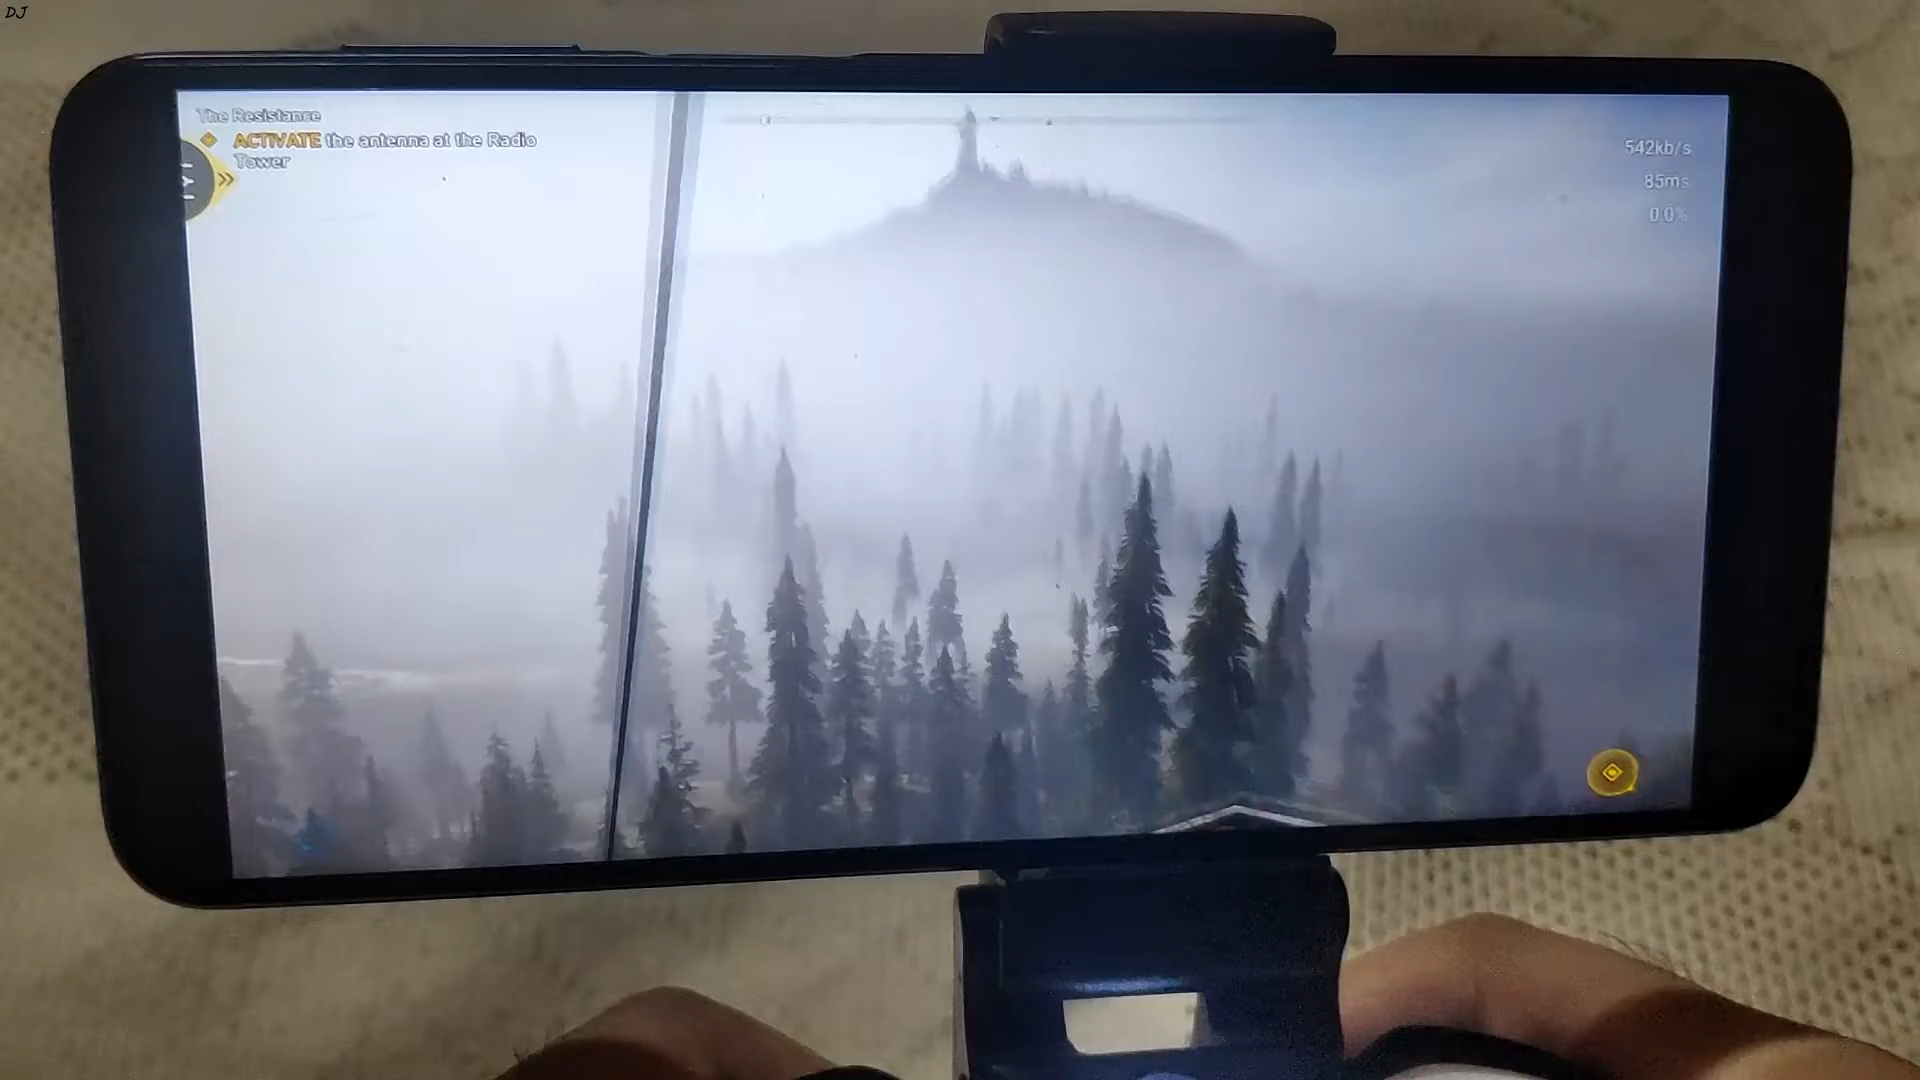 DJ
The Resistance
ACTIVATE the antenna at the Radio
Tower
542kb/s
85ms
0.0%